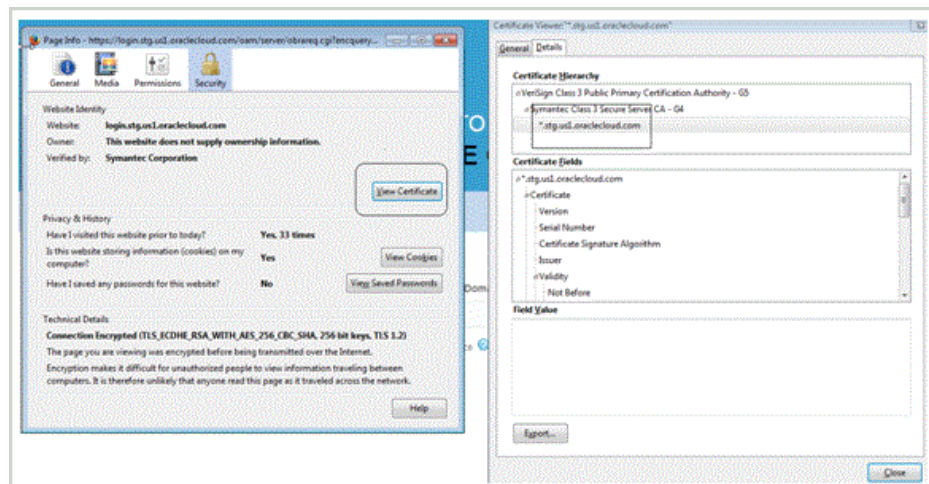 Page Info - https://login.stg.us1.oraclecloud.com/oam/server/obrareq.cgi?encquery...
General
Media
Permissions
Security
Website Identity
Website: login.stg.us1.oraclecloud.com
Owner: This website does not supply ownership information.
Verified by: Symantec Corporation
View Certificate
Privacy & History
Have I visited this website prior to today? Yes, 33 times
Is this website storing information (cookies) on my computer? Yes
View Cookies
Have I saved any passwords for this website? No
View Saved Passwords
Technical Details
Connection Encrypted (TLS_ECDHE_RSA_WITH_AES_256_CBC_SHA, 256 bit keys, TLS 1.2)
The page you are viewing was encrypted before being transmitted over the Internet.
Encryption makes it difficult for unauthorized people to view information traveling between
computers. It is therefore unlikely that anyone read this page as it traveled across the network.
Help
TO
E
Dom
Certificate Viewer:"*.stg.us1.oraclecloud.com"
General
Details
Certificate Hierarchy
VeriSign Class 3 Public Primary Certification Authority - G5
Symantec Class 3 Secure Server CA - G4
*.stg.us1.oraclecloud.com
Certificate Fields
*.stg.us1.oraclecloud.com
Certificate
Version
Serial Number
Certificate Signature Algorithm
Issuer
Validity
Not Before
Field Value
Export...
Close